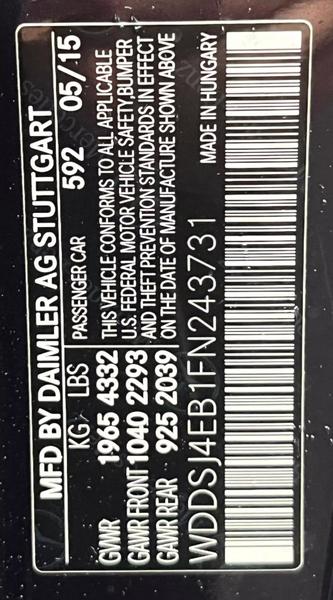 MFD BY DAIMLER AG STUTTGART
KG LBS PASSENGER CAR 592 05/15
GVWR 1965 4332 THIS VEHICLE CONFORMS TO ALL APPLICABLE
U.S. FEDERAL MOTOR VEHICLE SAFETY,BUMPER
GAWR FRONT 1040 2293 AND THEFT PREVENTION STANDARDS IN EFFECT
GAWR REAR 925 2039 ON THE DATE OF MANUFACTURE SHOWN ABOVE
WDDSJ4EB1FN243731 MADE IN HUNGARY